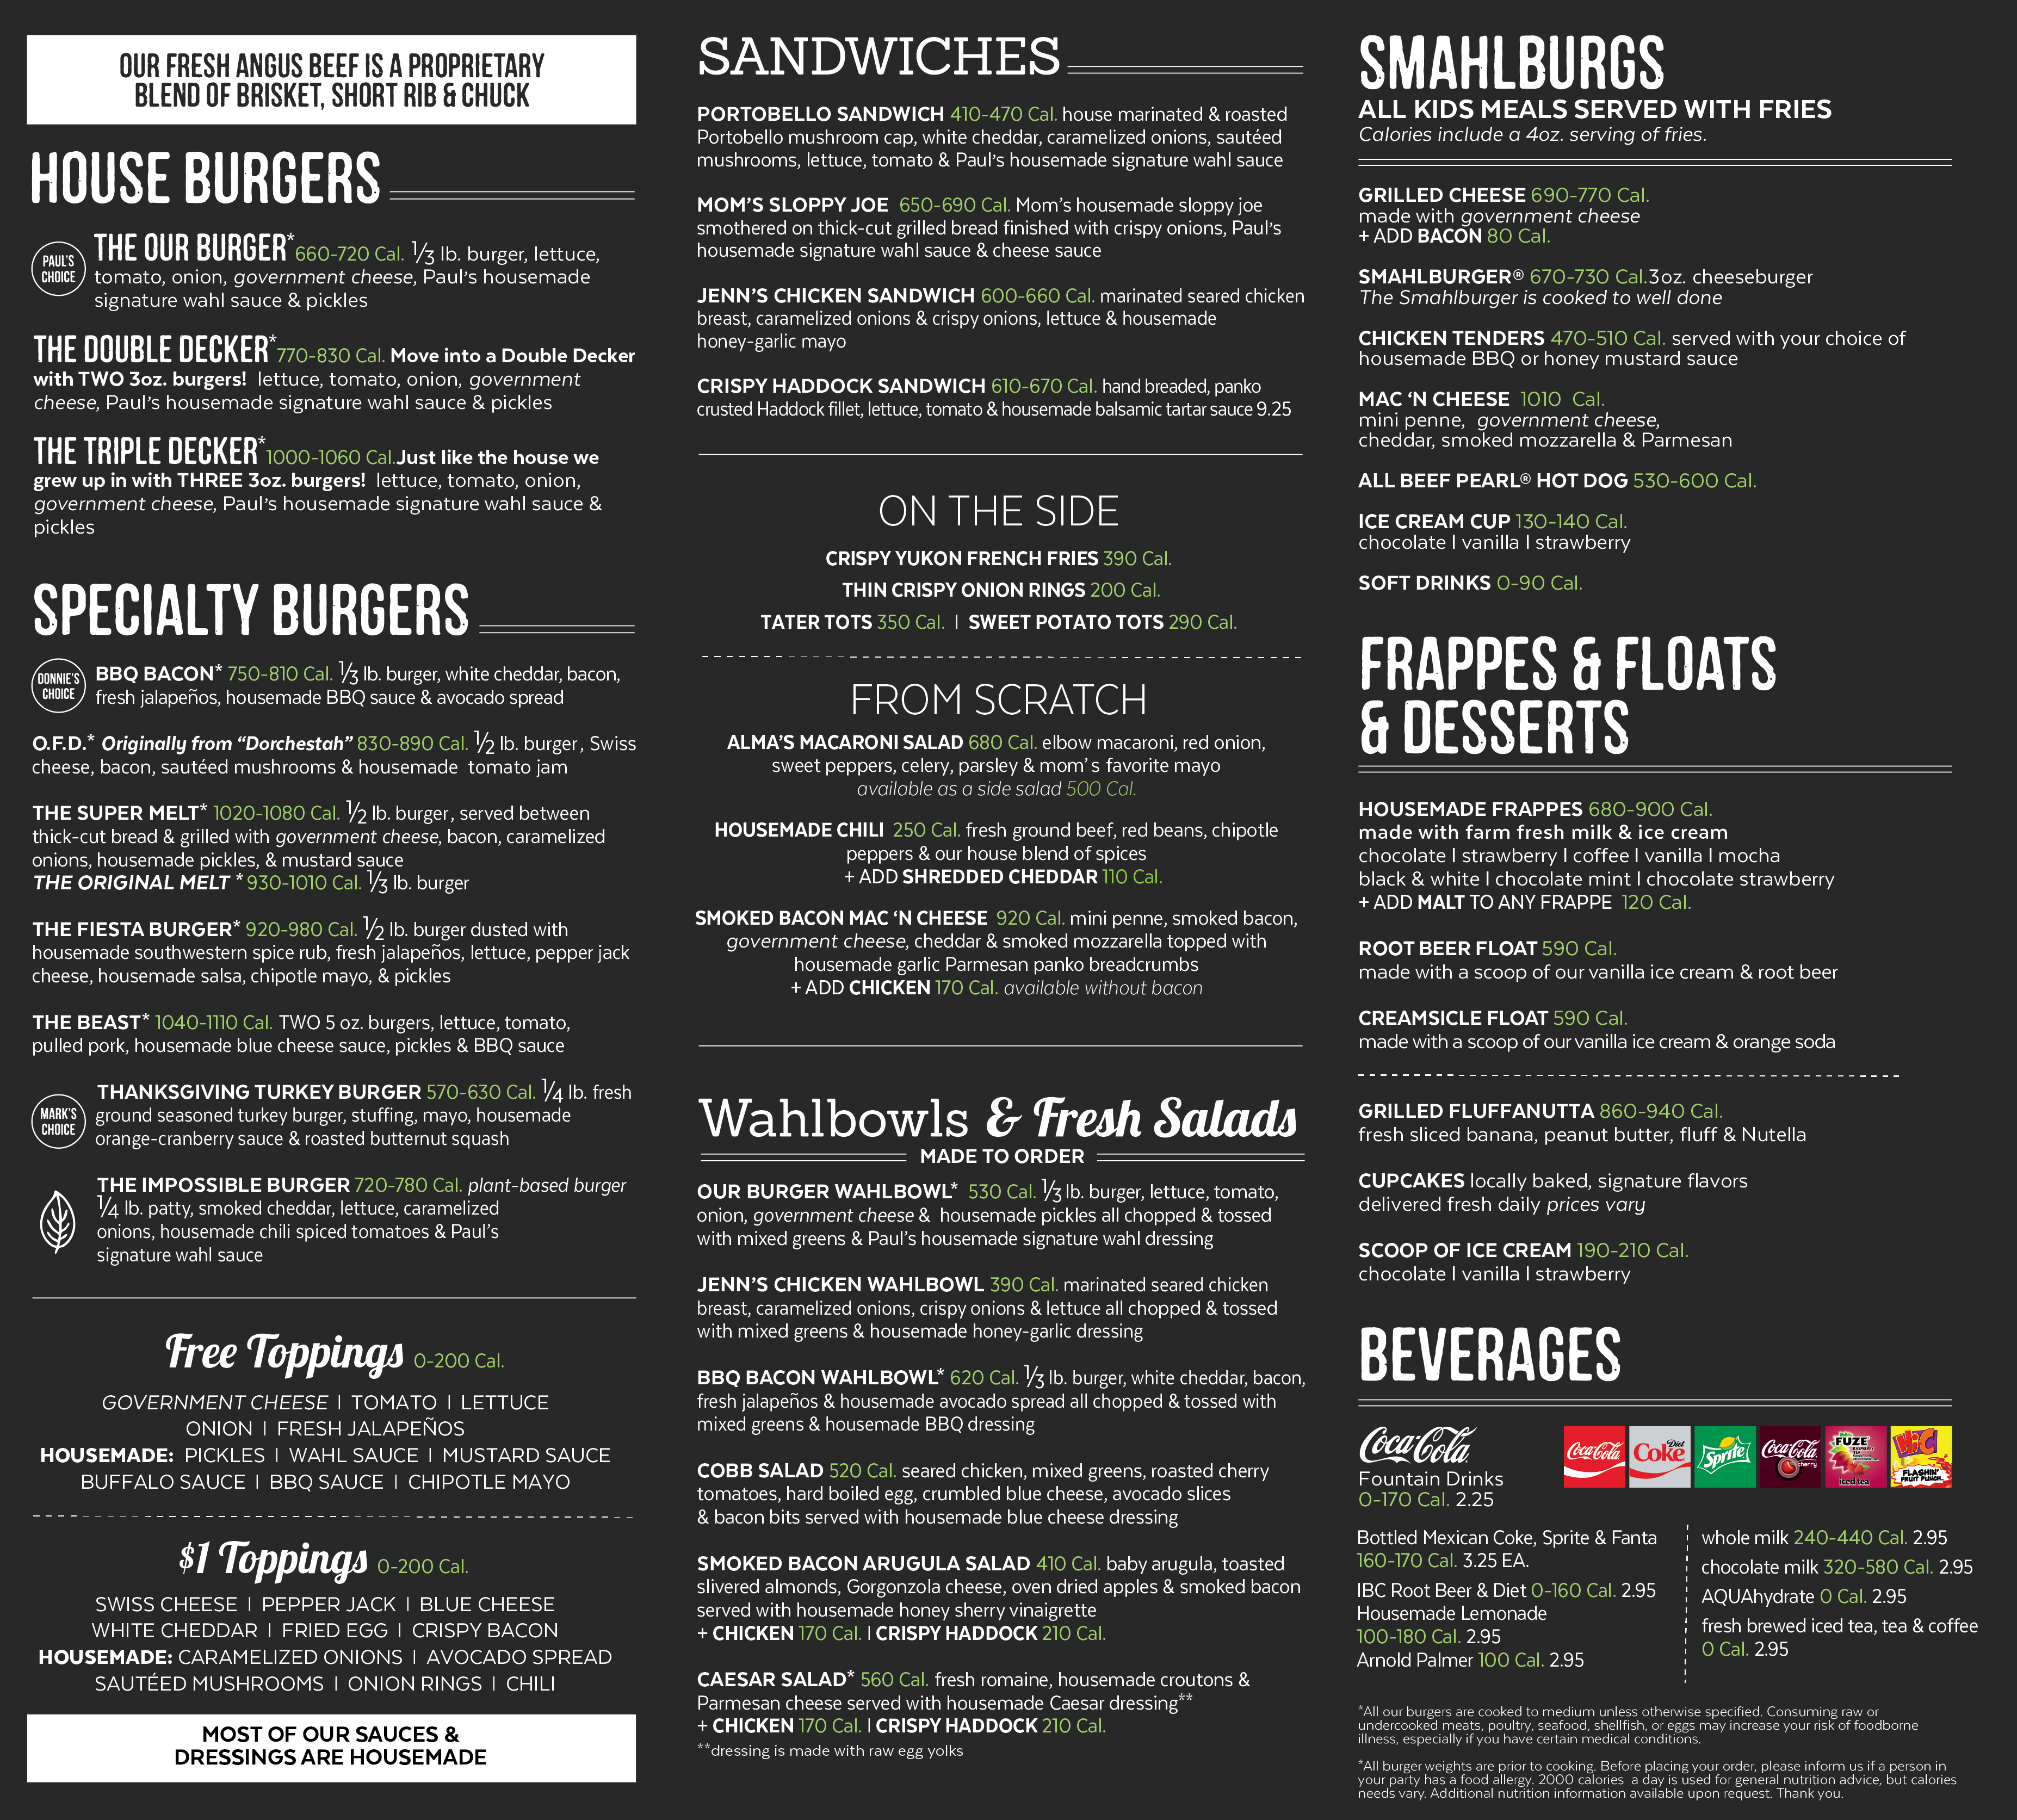 OUR FRESH ANGUS BEEF IS A PROPRIETARY
BLEND OF BRISKET, SHORT RIB & CHUCK
HOUSE BURGERS
PAUL'S
CHOICE
THE OUR BURGER* 660-720 Cal. 1/3 lb. burger, lettuce,
tomato, onion, government cheese, Paul's housemade
signature wahl sauce & pickles
THE DOUBLE DECKER* 770-830 Cal. Move into a Double Decker
with TWO 3oz. burgers! lettuce, tomato, onion, government
cheese, Paul's housemade signature wahl sauce & pickles
THE TRIPLE DECKER* 1000-1060 Cal. Just like the house we
grew up in with THREE 3oz. burgers! lettuce, tomato, onion,
government cheese, Paul's housemade signature wahl sauce &
pickles
SPECIALTY BURGERS
DONNIE'S
CHOICE
BBQ BACON* 750-810 Cal. 1/3 lb. burger, white cheddar, bacon,
fresh jalapeños, housemade BBQ sauce & avocado spread
O.F.D.* Originally from "Dorchestah" 830-890 Cal. 1/2 lb. burger, Swiss
cheese, bacon, sautéed mushrooms & housemade tomato jam
THE SUPER MELT* 1020-1080 Cal. 1/2 lb. burger, served between
thick-cut bread & grilled with government cheese, bacon, caramelized
onions, housemade pickles, & mustard sauce
THE ORIGINAL MELT * 930-1010 Cal. 1/3 lb. burger
THE FIESTA BURGER* 920-980 Cal. 1/2 lb. burger dusted with
housemade southwestern spice rub, fresh jalapeños, lettuce, pepper jack
cheese, housemade salsa, chipotle mayo, & pickles
THE BEAST* 1040-1110 Cal. TWO 5 oz. burgers, lettuce, tomato,
pulled pork, housemade blue cheese sauce, pickles & BBQ sauce
MARK'S
CHOICE
THANKSGIVING TURKEY BURGER 570-630 Cal. 1/4 lb. fresh
ground seasoned turkey burger, stuffing, mayo, housemade
orange-cranberry sauce & roasted butternut squash
THE IMPOSSIBLE BURGER 720-780 Cal. plant-based burger
1/4 lb. patty, smoked cheddar, lettuce, caramelized
onions, housemade chili spiced tomatoes & Paul's
signature wahl sauce
Free Toppings 0-200 Cal.
GOVERNMENT CHEESE | TOMATO | LETTUCE
ONION | FRESH JALAPEÑOS
HOUSEMADE: PICKLES | WAHL SAUCE | MUSTARD SAUCE
BUFFALO SAUCE | BBQ SAUCE | CHIPOTLE MAYO
$1 Toppings 0-200 Cal.
SWISS CHEESE | PEPPER JACK | BLUE CHEESE
WHITE CHEDDAR | FRIED EGG | CRISPY BACON
HOUSEMADE: CARAMELIZED ONIONS | AVOCADO SPREAD
SAUTÉED MUSHROOMS | ONION RINGS | CHILI
MOST OF OUR SAUCES &
DRESSINGS ARE HOUSEMADE
SANDWICHES
PORTOBELLO SANDWICH 410-470 Cal. house marinated & roasted
Portobello mushroom cap, white cheddar, caramelized onions, sautéed
mushrooms, lettuce, tomato & Paul's housemade signature wahl sauce
MOM'S SLOPPY JOE 650-690 Cal. Mom's housemade sloppy joe
smothered on thick-cut grilled bread finished with crispy onions, Paul's
housemade signature wahl sauce & cheese sauce
JENN'S CHICKEN SANDWICH 600-660 Cal. marinated seared chicken
breast, caramelized onions & crispy onions, lettuce & housemade
honey-garlic mayo
CRISPY HADDOCK SANDWICH 610-670 Cal. hand breaded, panko
crusted Haddock fillet, lettuce, tomato & housemade balsamic tartar sauce 9.25
ON THE SIDE
CRISPY YUKON FRENCH FRIES 390 Cal.
THIN CRISPY ONION RINGS 200 Cal.
TATER TOTS 350 Cal. | SWEET POTATO TOTS 290 Cal.
FROM SCRATCH
ALMA'S MACARONI SALAD 680 Cal. elbow macaroni, red onion,
sweet peppers, celery, parsley & mom's favorite mayo
available as a side salad 500 Cal.
HOUSEMADE CHILI 250 Cal. fresh ground beef, red beans, chipotle
peppers & our house blend of spices
+ ADD SHREDDED CHEDDAR 110 Cal.
SMOKED BACON MAC 'N CHEESE 920 Cal. mini penne, smoked bacon,
government cheese, cheddar & smoked mozzarella topped with
housemade garlic Parmesan panko breadcrumbs
+ ADD CHICKEN 170 Cal. available without bacon
Wahlbowls & Fresh Salads
MADE TO ORDER
OUR BURGER WAHLBOWL* 530 Cal. 1/3 lb. burger, lettuce, tomato,
onion, government cheese & housemade pickles all chopped & tossed
with mixed greens & Paul's housemade signature wahl dressing
JENN'S CHICKEN WAHLBOWL 390 Cal. marinated seared chicken
breast, caramelized onions, crispy onions & lettuce all chopped & tossed
with mixed greens & housemade honey-garlic dressing
BBQ BACON WAHLBOWL* 620 Cal. 1/3 lb. burger, white cheddar, bacon,
fresh jalapeños & housemade avocado spread all chopped & tossed with
mixed greens & housemade BBQ dressing
COBB SALAD 520 Cal. seared chicken, mixed greens, roasted cherry
tomatoes, hard boiled egg, crumbled blue cheese, avocado slices
& bacon bits served with housemade blue cheese dressing
SMOKED BACON ARUGULA SALAD 410 Cal. baby arugula, toasted
slivered almonds, Gorgonzola cheese, oven dried apples & smoked bacon
served with housemade honey sherry vinaigrette
+ CHICKEN 170 Cal. | CRISPY HADDOCK 210 Cal.
CAESAR SALAD* 560 Cal. fresh romaine, housemade croutons &
Parmesan cheese served with housemade Caesar dressing**
+ CHICKEN 170 Cal. | CRISPY HADDOCK 210 Cal.
**dressing is made with raw egg yolks
SMAHLBURGS
ALL KIDS MEALS SERVED WITH FRIES
Calories include a 4oz. serving of fries.
GRILLED CHEESE 690-770 Cal.
made with government cheese
+ ADD BACON 80 Cal.
SMAHLBURGER® 670-730 Cal.3oz. cheeseburger
The Smahlburger is cooked to well done
CHICKEN TENDERS 470-510 Cal. served with your choice of
housemade BBQ or honey mustard sauce
MAC 'N CHEESE 1010 Cal.
mini penne, government cheese,
cheddar, smoked mozzarella & Parmesan
ALL BEEF PEARL® HOT DOG 530-600 Cal.
ICE CREAM CUP 130-140 Cal.
chocolate | vanilla | strawberry
SOFT DRINKS 0-90 Cal.
FRAPPES & FLOATS
& DESSERTS
HOUSEMADE FRAPPES 680-900 Cal.
made with farm fresh milk & ice cream
chocolate | strawberry | coffee | vanilla | mocha
black & white | chocolate mint | chocolate strawberry
+ ADD MALT TO ANY FRAPPE 120 Cal.
ROOT BEER FLOAT 590 Cal.
made with a scoop of our vanilla ice cream & root beer
CREAMSICLE FLOAT 590 Cal.
made with a scoop of our vanilla ice cream & orange soda
GRILLED FLUFFANUTTA 860-940 Cal.
fresh sliced banana, peanut butter, fluff & Nutella
CUPCAKES locally baked, signature flavors
delivered fresh daily prices vary
SCOOP OF ICE CREAM 190-210 Cal.
chocolate | vanilla | strawberry
BEVERAGES
Coca-Cola
Fountain Drinks
0-170 Cal. 2.25
Coca-Cola
Diet Coke
Sprite
Coca-Cola cherry
FUZE iced tea
Hi-C FLASHIN' FRUIT PUNCH
Bottled Mexican Coke, Sprite & Fanta
160-170 Cal. 3.25 EA.
IBC Root Beer & Diet 0-160 Cal. 2.95
Housemade Lemonade
100-180 Cal. 2.95
Arnold Palmer 100 Cal. 2.95
whole milk 240-440 Cal. 2.95
chocolate milk 320-580 Cal. 2.95
AQUAhydrate 0 Cal. 2.95
fresh brewed iced tea, tea & coffee
0 Cal. 2.95
*All our burgers are cooked to medium unless otherwise specified. Consuming raw or
undercooked meats, poultry, seafood, shellfish, or eggs may increase your risk of foodborne
illness, especially if you have certain medical conditions.
*All burger weights are prior to cooking. Before placing your order, please inform us if a person in
your party has a food allergy. 2000 calories a day is used for general nutrition advice, but calories
needs vary. Additional nutrition information available upon request. Thank you.